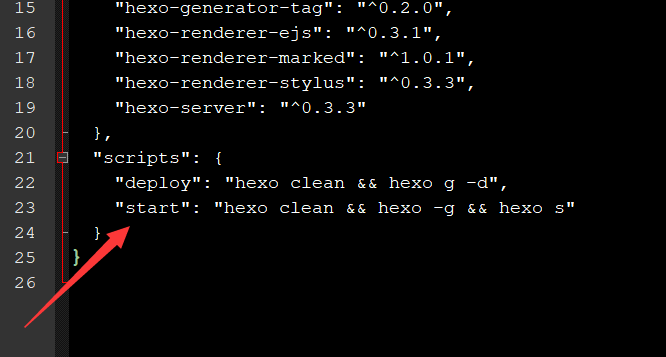 15 "hexo-generator-tag": "^0.2.0",
16 "hexo-renderer-ejs": "^0.3.1",
17 "hexo-renderer-marked": "^1.0.1",
18 "hexo-renderer-stylus": "^0.3.3",
19 "hexo-server": "^0.3.3"
20 },
21 "scripts": {
22 "deploy": "hexo clean && hexo g -d",
23 "start": "hexo clean && hexo -g && hexo s"
24 }
25 }
26